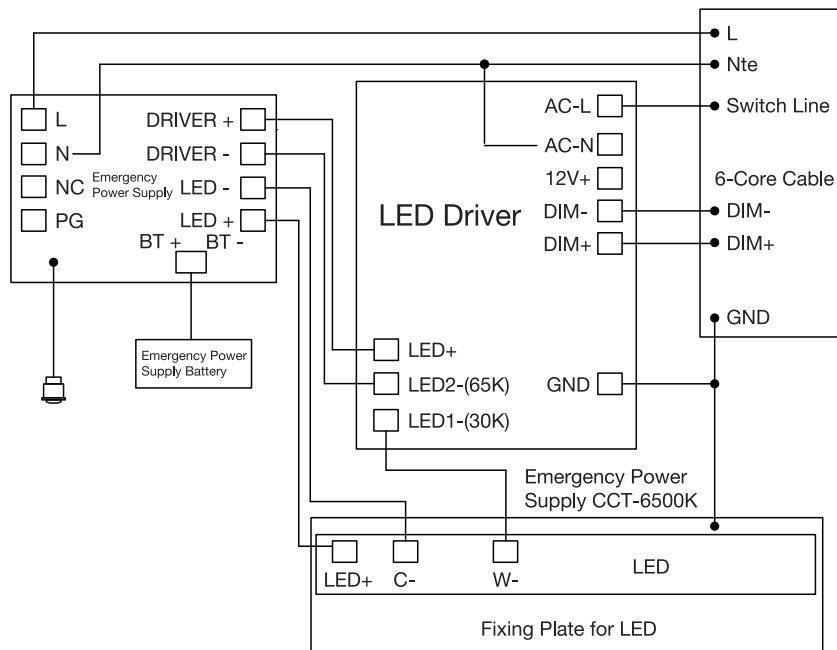 L
Nte
Switch Line
6-Core Cable
DIM-
DIM+
GND
L
N
NC
PG
Emergency
Power Supply
DRIVER +
DRIVER -
LED -
LED +
BT +
BT -
Emergency Power
Supply Battery
LED Driver
AC-L
AC-N
12V+
DIM-
DIM+
LED+
LED2-(65K)
LED1-(30K)
GND
Emergency Power
Supply CCT-6500K
LED+
C-
W-
LED
Fixing Plate for LED